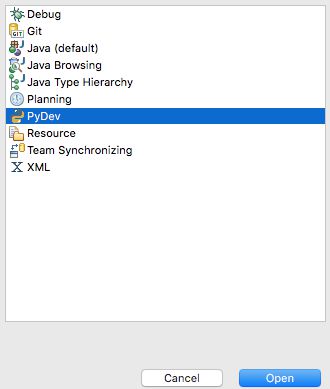 Debug
GIT Git
Java (default)
Java Browsing
Java Type Hierarchy
Planning
PyDev
Resource
Team Synchronizing
X XML
Cancel Open